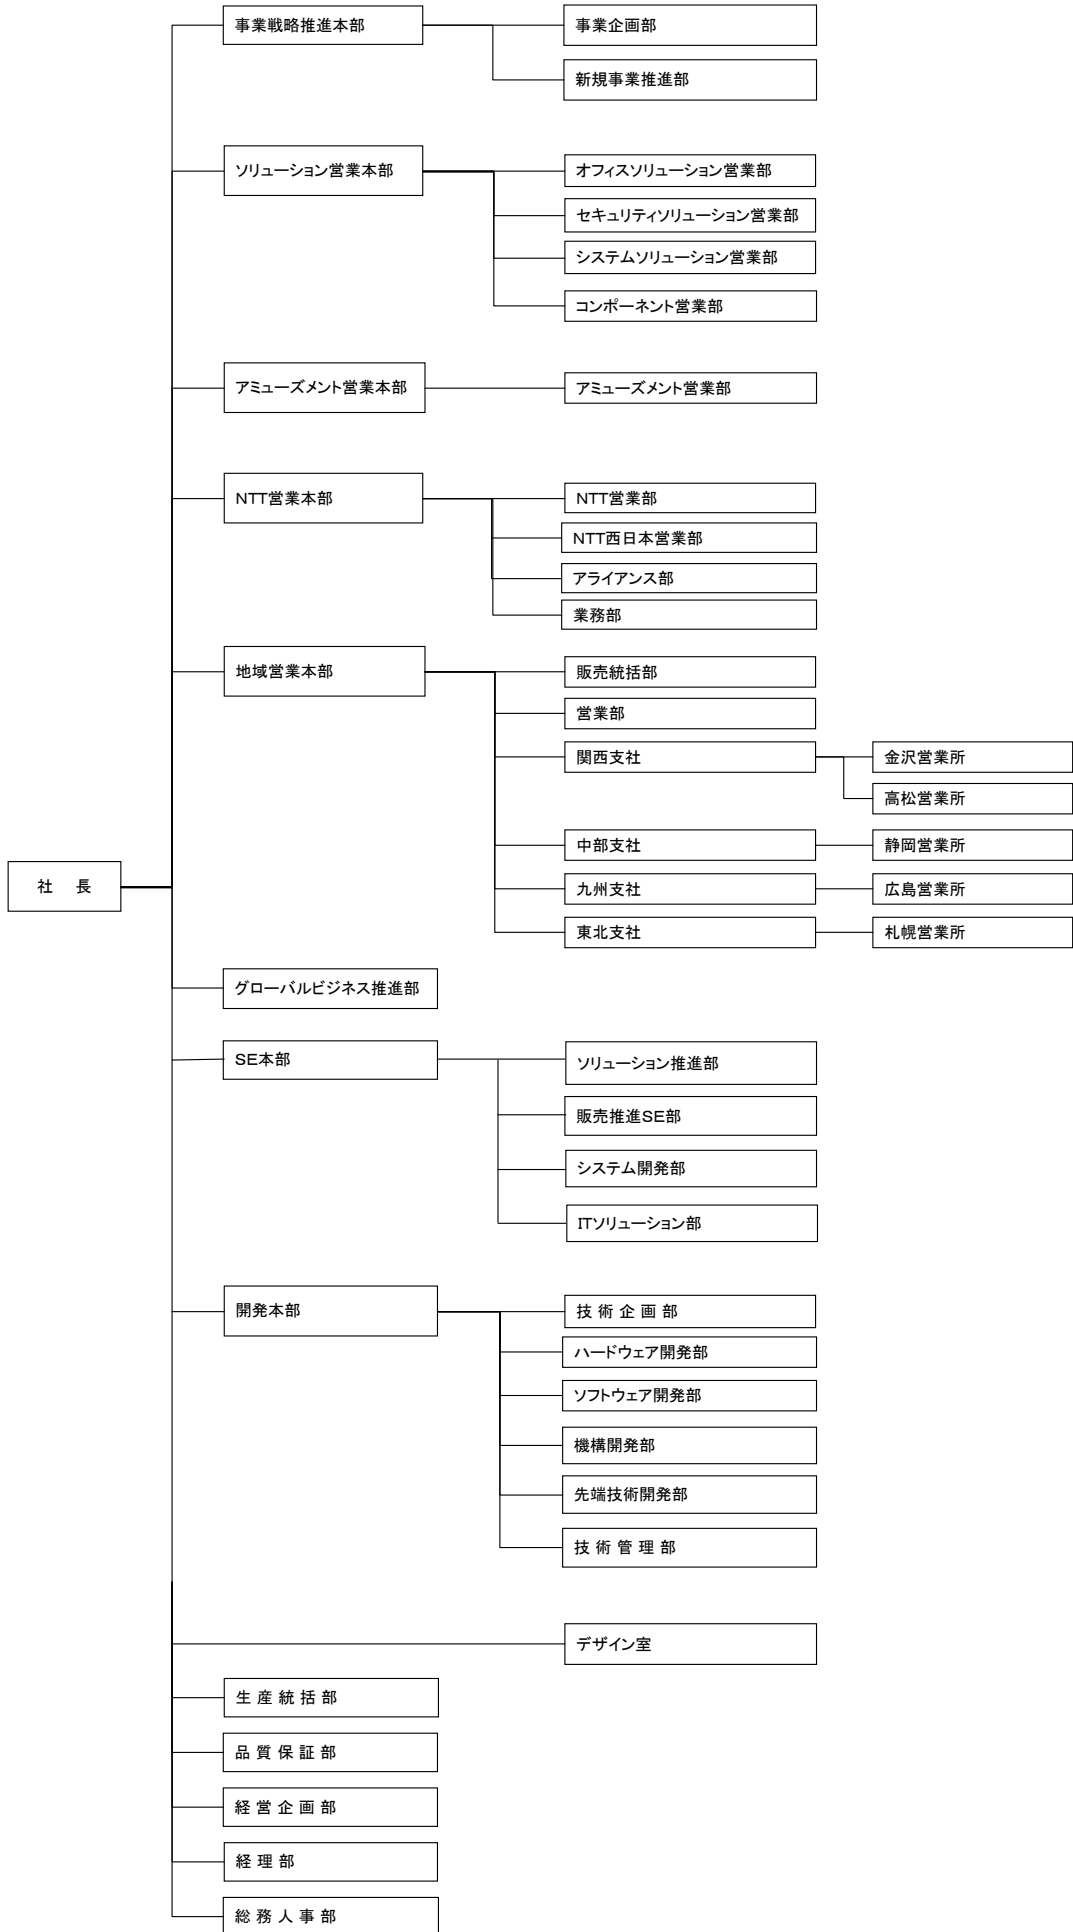 事業戦略推進本部
事業企画部
新規事業推進部
ソリューション営業本部
オフィスソリューション営業部
セキュリティソリューション営業部
システムソリューション営業部
コンポーネント営業部
アミューズメント営業本部
アミューズメント営業部
NTT営業本部
NTT営業部
NTT西日本営業部
アライアンス部
業務部
地域営業本部
販売統括部
営業部
関西支社
金沢営業所
高松営業所
中部支社
静岡営業所
社 長
九州支社
広島営業所
東北支社
札幌営業所
グローバルビジネス推進部
SE本部
ソリューション推進部
販売推進SE部
システム開発部
ITソリューション部
開発本部
技 術 企 画 部
ハードウェア開発部
ソフトウェア開発部
機構開発部
先端技術開発部
技 術 管 理 部
デザイン室
生 産 統 括 部
品 質 保 証 部
経 営 企 画 部
経 理 部
総 務 人 事 部